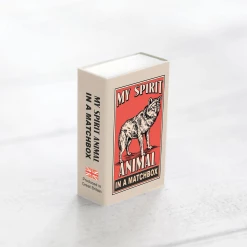 MY SPIRIT
ANIMAL
IN A MATCHBOX
MY SPIRIT ANIMAL
IN A MATCHBOX